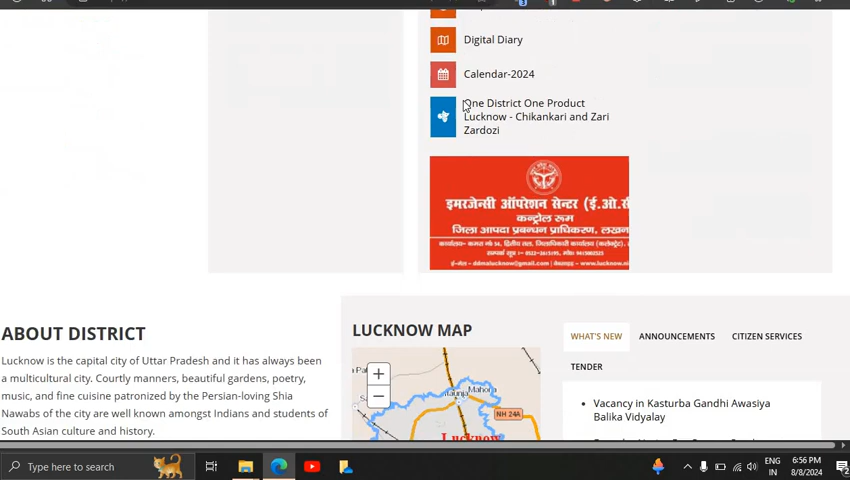 Digital Diary
Calendar-2024
One District One Product
Lucknow - Chikankari and Zari
Zardozi
इमरजेन्सी ऑपरेशन सेन्टर (ई.ओ.सी
कन्ट्रोल रूम
जिला आपदा प्रबन्धन प्राधिकरण, लखन
ABOUT DISTRICT
Lucknow is the capital city of Uttar Pradesh and it has always been
a multicultural city. Courtly manners, beautiful gardens, poetry,
music, and fine cuisine patronized by the Persian-loving Shia
Nawabs of the city are well known amongst Indians and students of
South Asian culture and history.
LUCKNOW MAP
+
−
Maunja
Mahona
NH 24A
Lucknow
WHAT'S NEW
ANNOUNCEMENTS
CITIZEN SERVICES
TENDER
Vacancy in Kasturba Gandhi Awasiya
Balika Vidyalay
Type here to search
ENG
IN
6:56 PM
8/8/2024
2